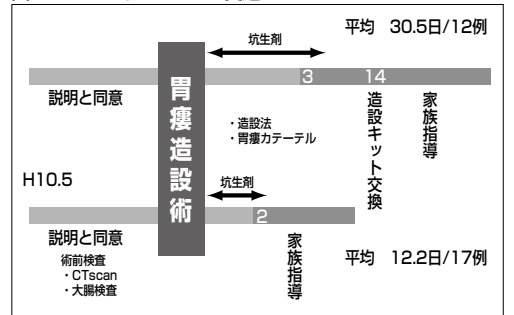 平均 30.5日/12例
坑生剤
3
14
説明と同意
胃瘻造設術
・造設法
・胃瘻カテーテル
造設キット交換
家族指導
H10.5
坑生剤
2
説明と同意
術前検査
・CTscan
・大腸検査
家族指導
平均 12.2日/17例